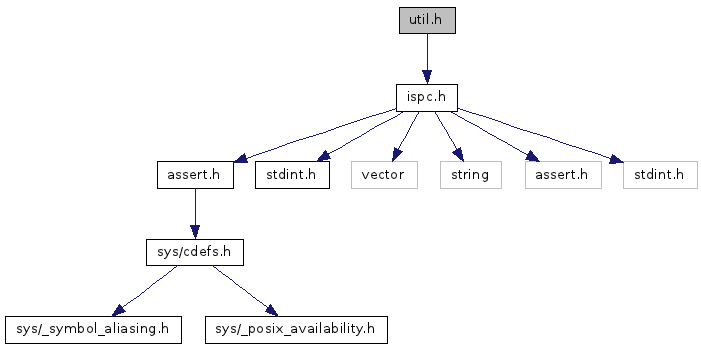 util.h
ispc.h
assert.h stdint.h vector string assert.h stdint.h
sys/cdefs.h
sys/_symbol_aliasing.h sys/_posix_availability.h